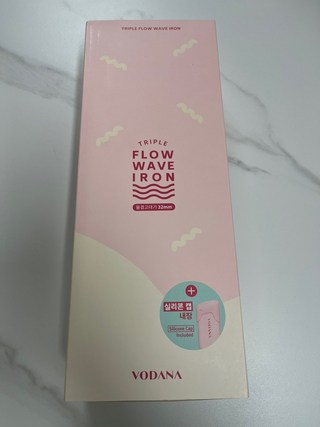 TRIPLE FLOW WAVE IRON
TRIPLE
FLOW
WAVE
IRON
물결고데기 32mm
+
실리콘 캡
내장
Silicone Cap
Included
VODANA